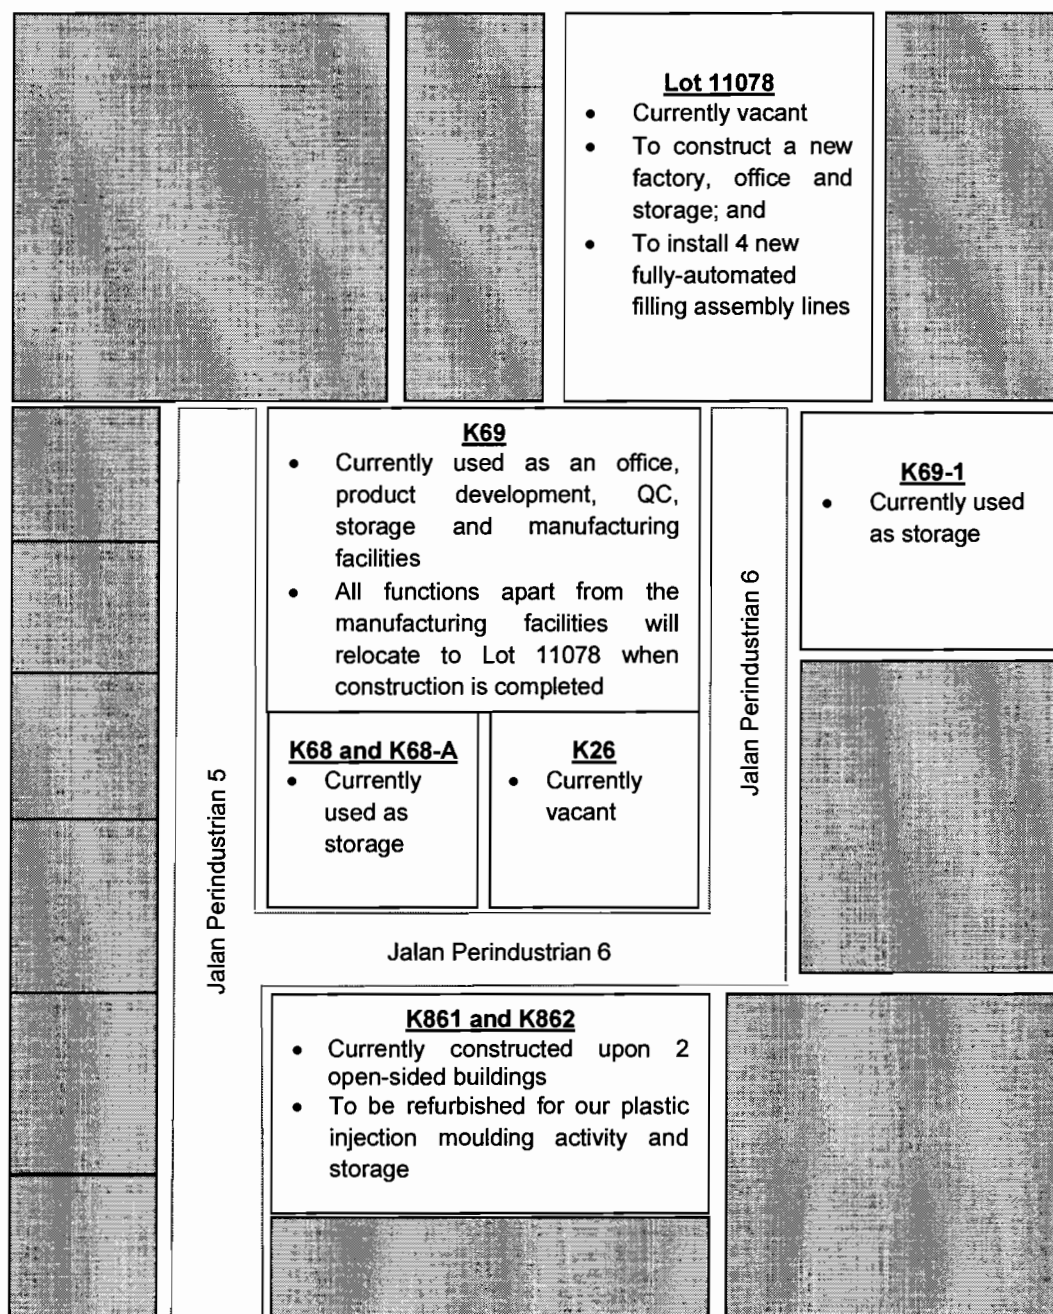 Lot 11078
• Currently vacant
• To construct a new
factory, office and
storage; and
• To install 4 new
fully-automated
filling assembly lines
K69
• Currently used as an office,
product development, QC,
storage and manufacturing
facilities
• All functions apart from the
manufacturing facilities will
relocate to Lot 11078 when
construction is completed
K69-1
• Currently used
as storage
Jalan Perindustrian 6
K68 and K68-A
• Currently
used as
storage
K26
• Currently
vacant
Jalan Perindustrian 5
Jalan Perindustrian 6
K861 and K862
• Currently constructed upon 2
open-sided buildings
• To be refurbished for our plastic
injection moulding activity and
storage